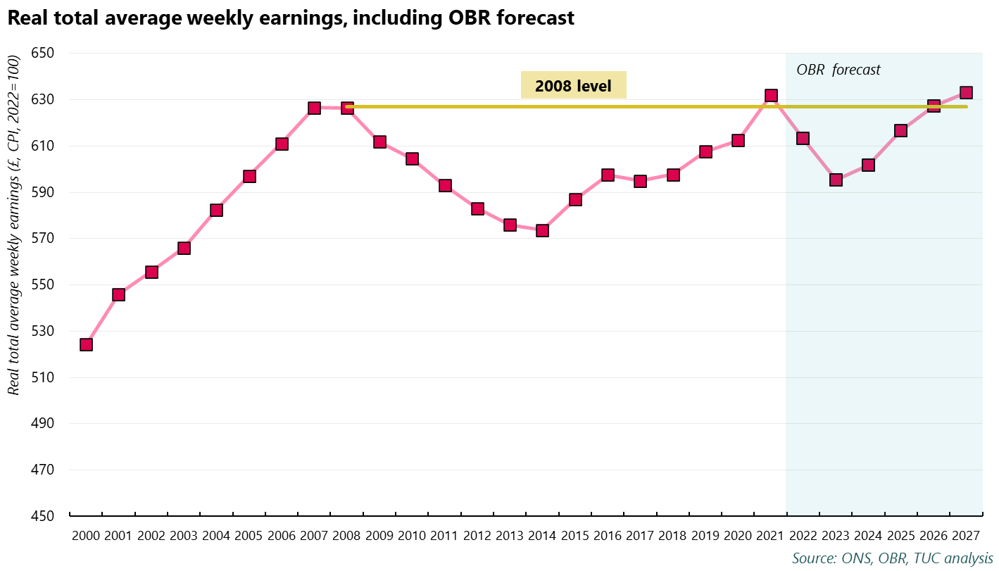 Real total average weekly earnings, including OBR forecast
Real total average weekly earnings (£, CPI, 2022=100)
650
630
610
590
570
550
530
510
490
470
450
2008 level
OBR forecast
2000 2001 2002 2003 2004 2005 2006 2007 2008 2009 2010 2011 2012 2013 2014 2015 2016 2017 2018 2019 2020 2021 2022 2023 2024 2025 2026 2027
Source: ONS, OBR, TUC analysis